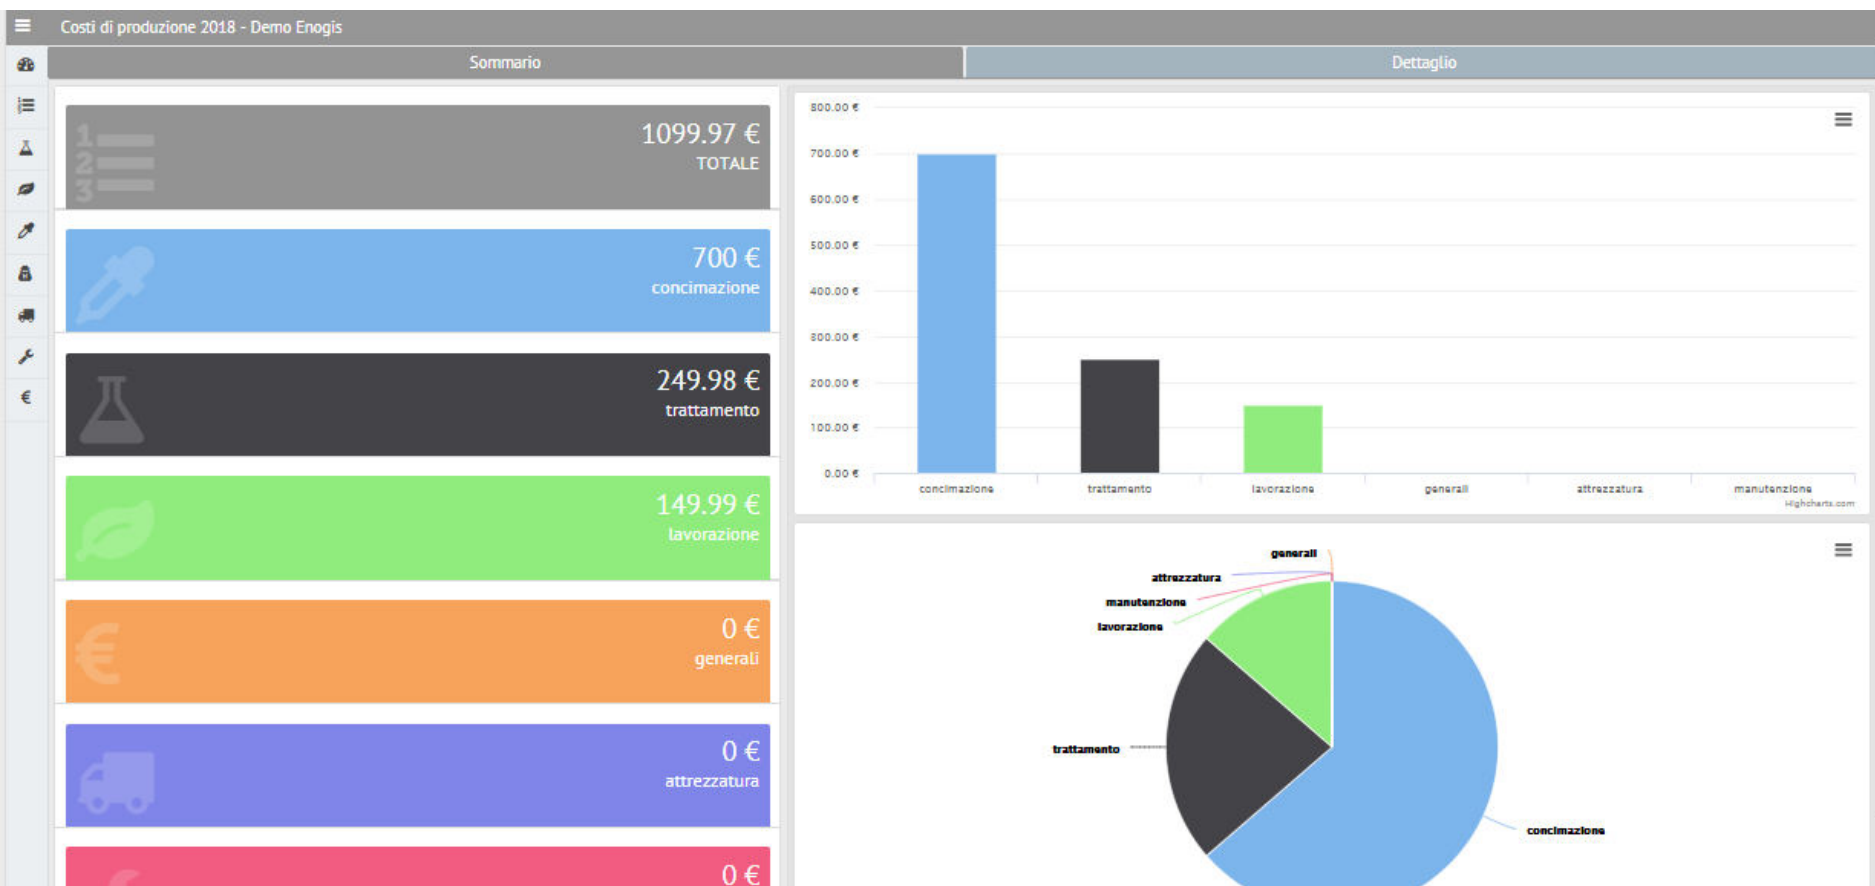 Costi di produzione 2018 - Demo Enogis
Sommario
Dettaglio
1099.97 €
TOTALE
700 €
concimazione
249.98 €
trattamento
149.99 €
lavorazione
0 €
generali
0 €
attrezzatura
0 €
800.00 €
700.00 €
600.00 €
500.00 €
400.00 €
300.00 €
200.00 €
100.00 €
0.00 €
concimazione
trattamento
lavorazione
generali
attrezzatura
manutenzione
Highcharts.com
generali
attrezzatura
manutenzione
lavorazione
trattamento
concimazione